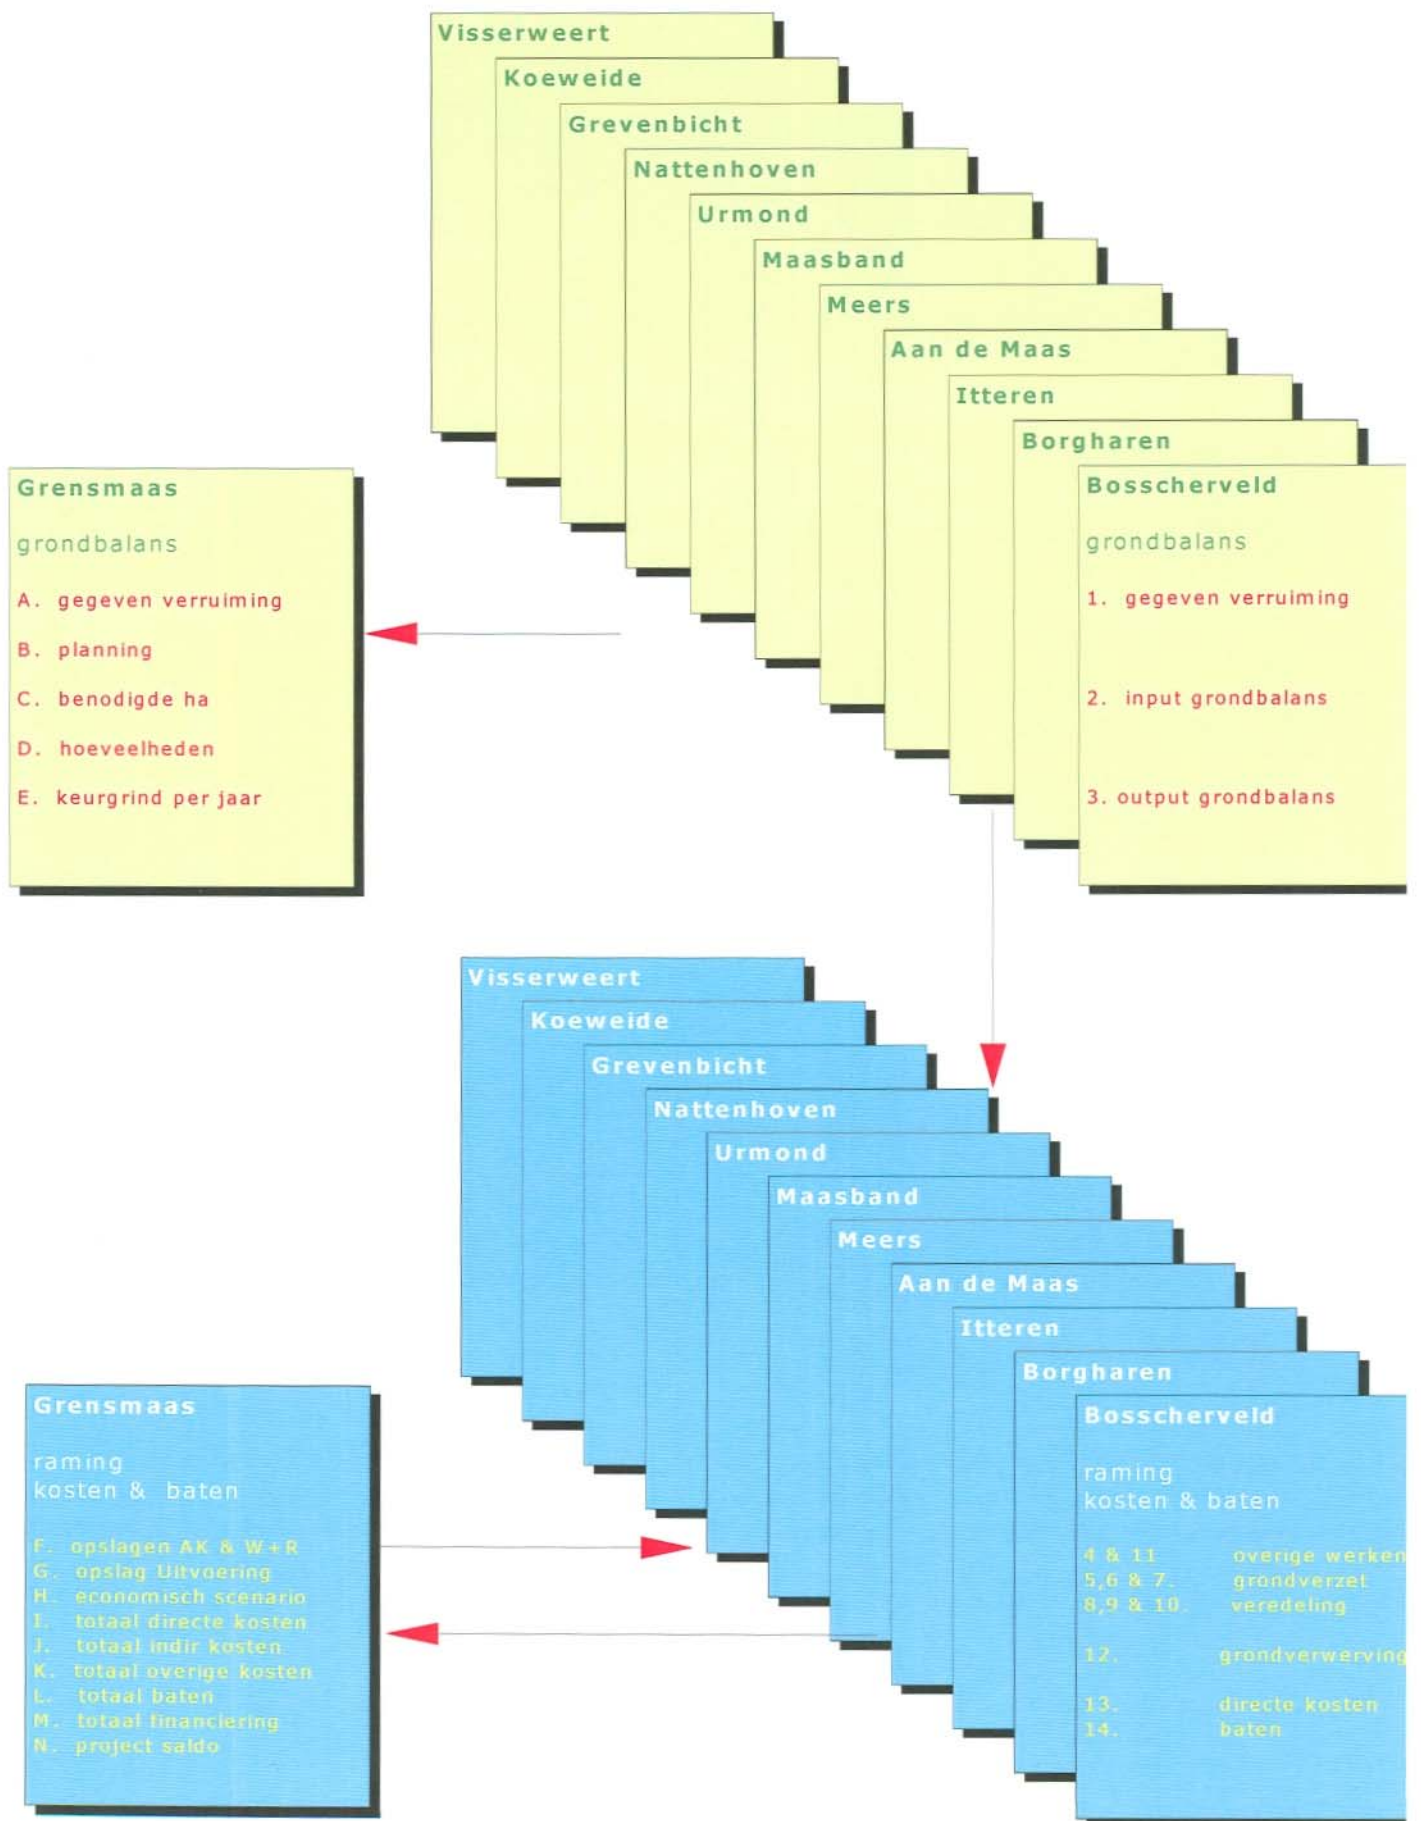 Visserweert
Koeweide
Grevenbicht
Nattenhoven
Urmond
Maasband
Meers
Aan de Maas
Itteren
Borgharen
Bosscherveld
grondbalans
1. gegeven verruiming
2. input grondbalans
3. output grondbalans
Grensmaas
grondbalans
A. gegeven verruiming
B. planning
C. benodigde ha
D. hoeveelheden
E. keurgrind per jaar
Visserweert
Koeweide
Grevenbicht
Nattenhoven
Urmond
Maasband
Meers
Aan de Maas
Itteren
Borgharen
Bosscherveld
raming
kosten & baten
4 & 11 overige werken
5,6 & 7. grondverzet
8,9 & 10. veredeling
12. grondverwerving
13. directe kosten
14. baten
Grensmaas
raming
kosten & baten
F. opslagen AK & W+R
G. opslag Uitvoering
H. economisch scenario
I. totaal directe kosten
J. totaal indir kosten
K. totaal overige kosten
L. totaal baten
M. totaal financiering
N. project saldo